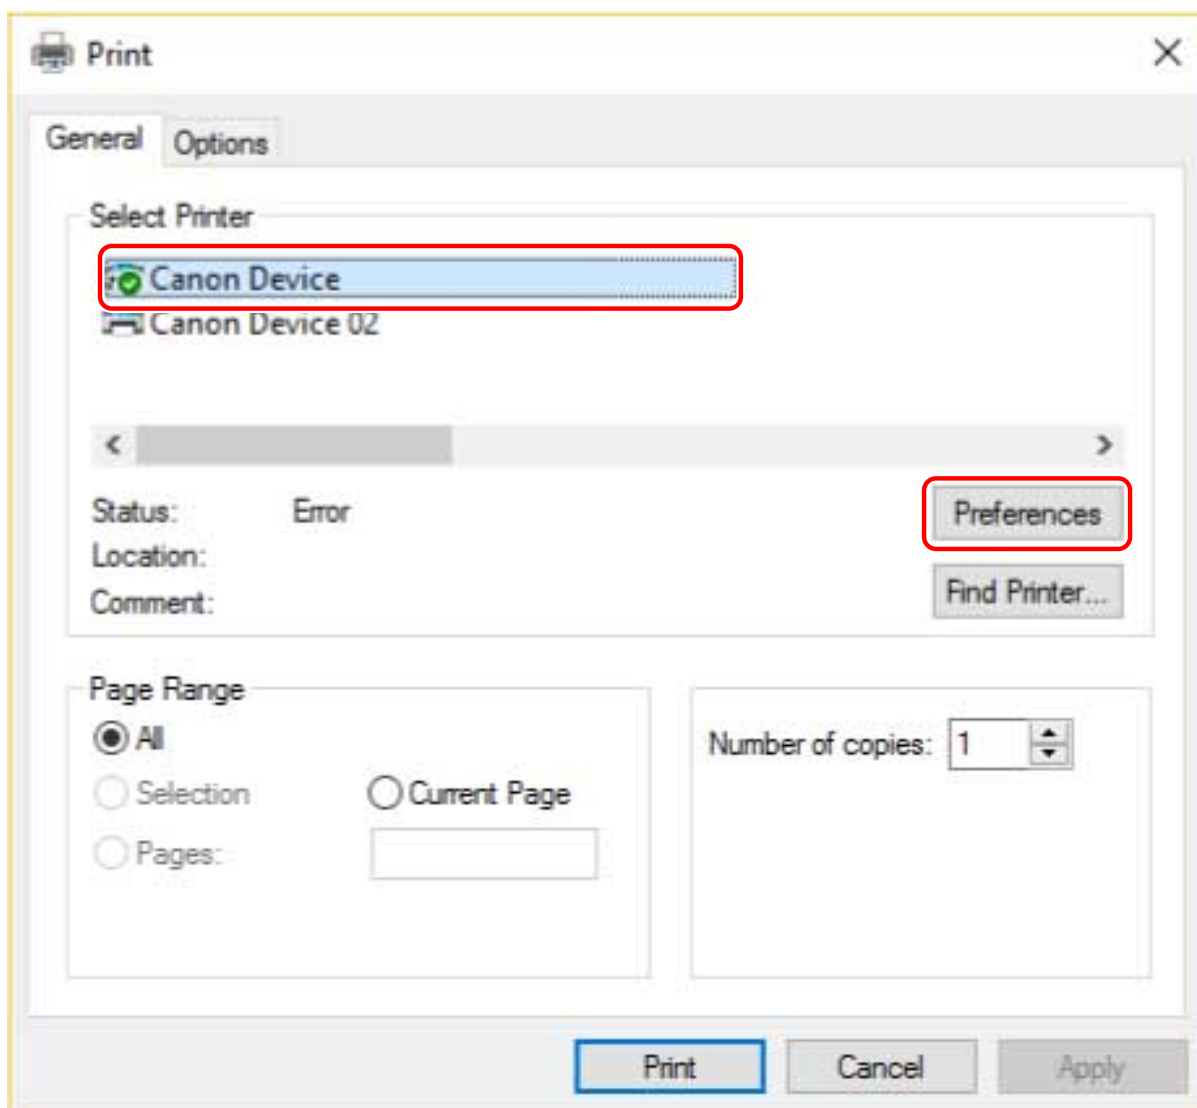 Print
General Options
Select Printer
Canon Device
Canon Device 02
Status: Error
Preferences
Location:
Comment:
Find Printer...
Page Range
All
Selection Current Page
Pages:
Number of copies: 1
Print Cancel Apply